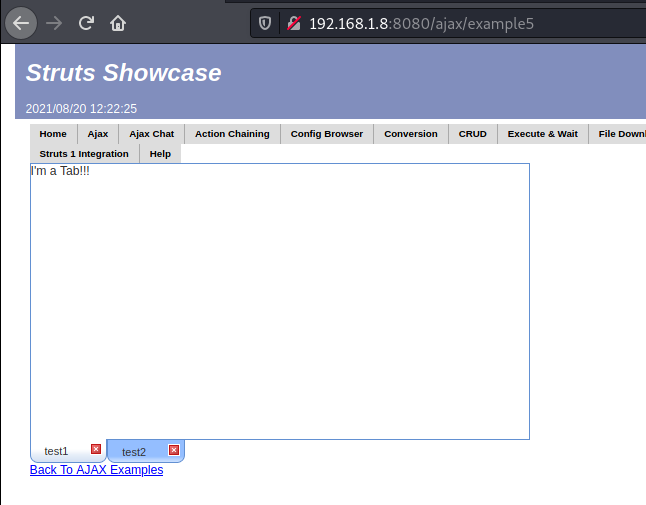 192.168.1.8:8080/ajax/example5
Struts Showcase
2021/08/20 12:22:25
Home Ajax Ajax Chat Action Chaining Config Browser Conversion CRUD Execute & Wait File Downl
Struts 1 Integration Help
I'm a Tab!!!
test1 test2
Back To AJAX Examples